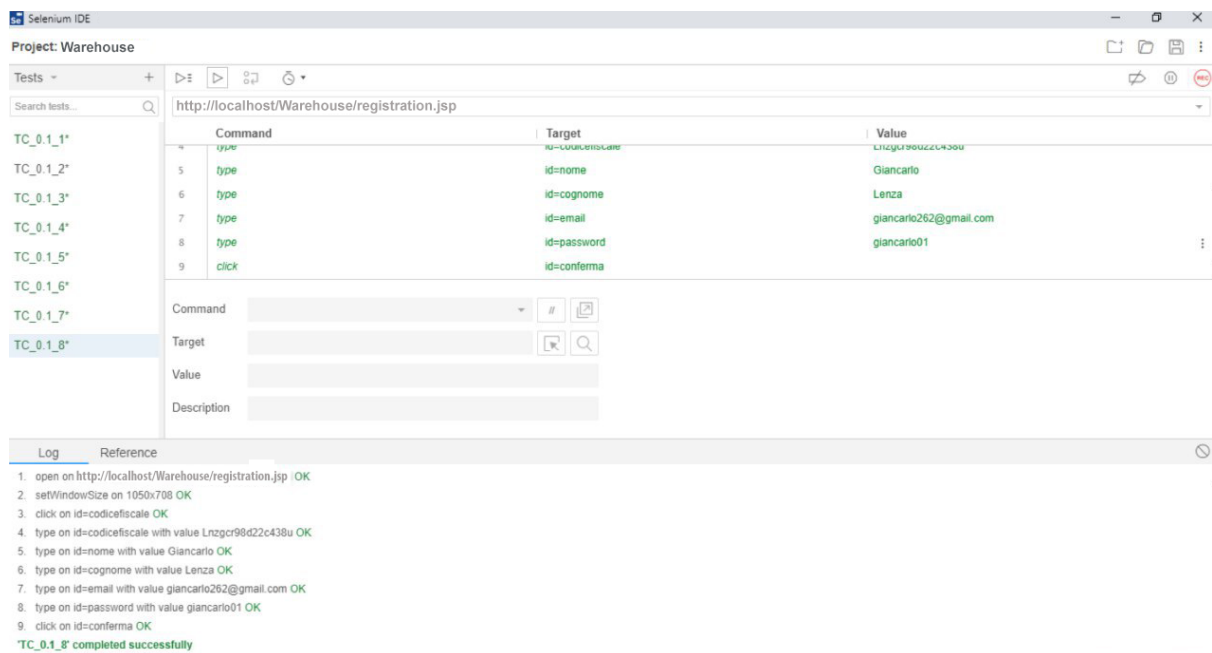 Selenium IDE
Project: Warehouse
Tests
Search tests...
http://localhost/Warehouse/registration.jsp
REC
TC_0.1_1*
TC_0.1_2*
TC_0.1_3*
TC_0.1_4*
TC_0.1_5*
TC_0.1_6*
TC_0.1_7*
TC_0.1_8*
Command Target Value
4 type id=codicefiscale Lnzgcr98d22c438u
5 type id=nome Giancarlo
6 type id=cognome Lenza
7 type id=email giancarlo262@gmail.com
8 type id=password giancarlo01
9 click id=conferma
Command //
Target
Value
Description
Log Reference
1. open on http://localhost/Warehouse/registration.jsp OK
2. setWindowSize on 1050x708 OK
3. click on id=codicefiscale OK
4. type on id=codicefiscale with value Lnzgcr98d22c438u OK
5. type on id=nome with value Giancarlo OK
6. type on id=cognome with value Lenza OK
7. type on id=email with value giancarlo262@gmail.com OK
8. type on id=password with value giancarlo01 OK
9. click on id=conferma OK
'TC_0.1_8' completed successfully